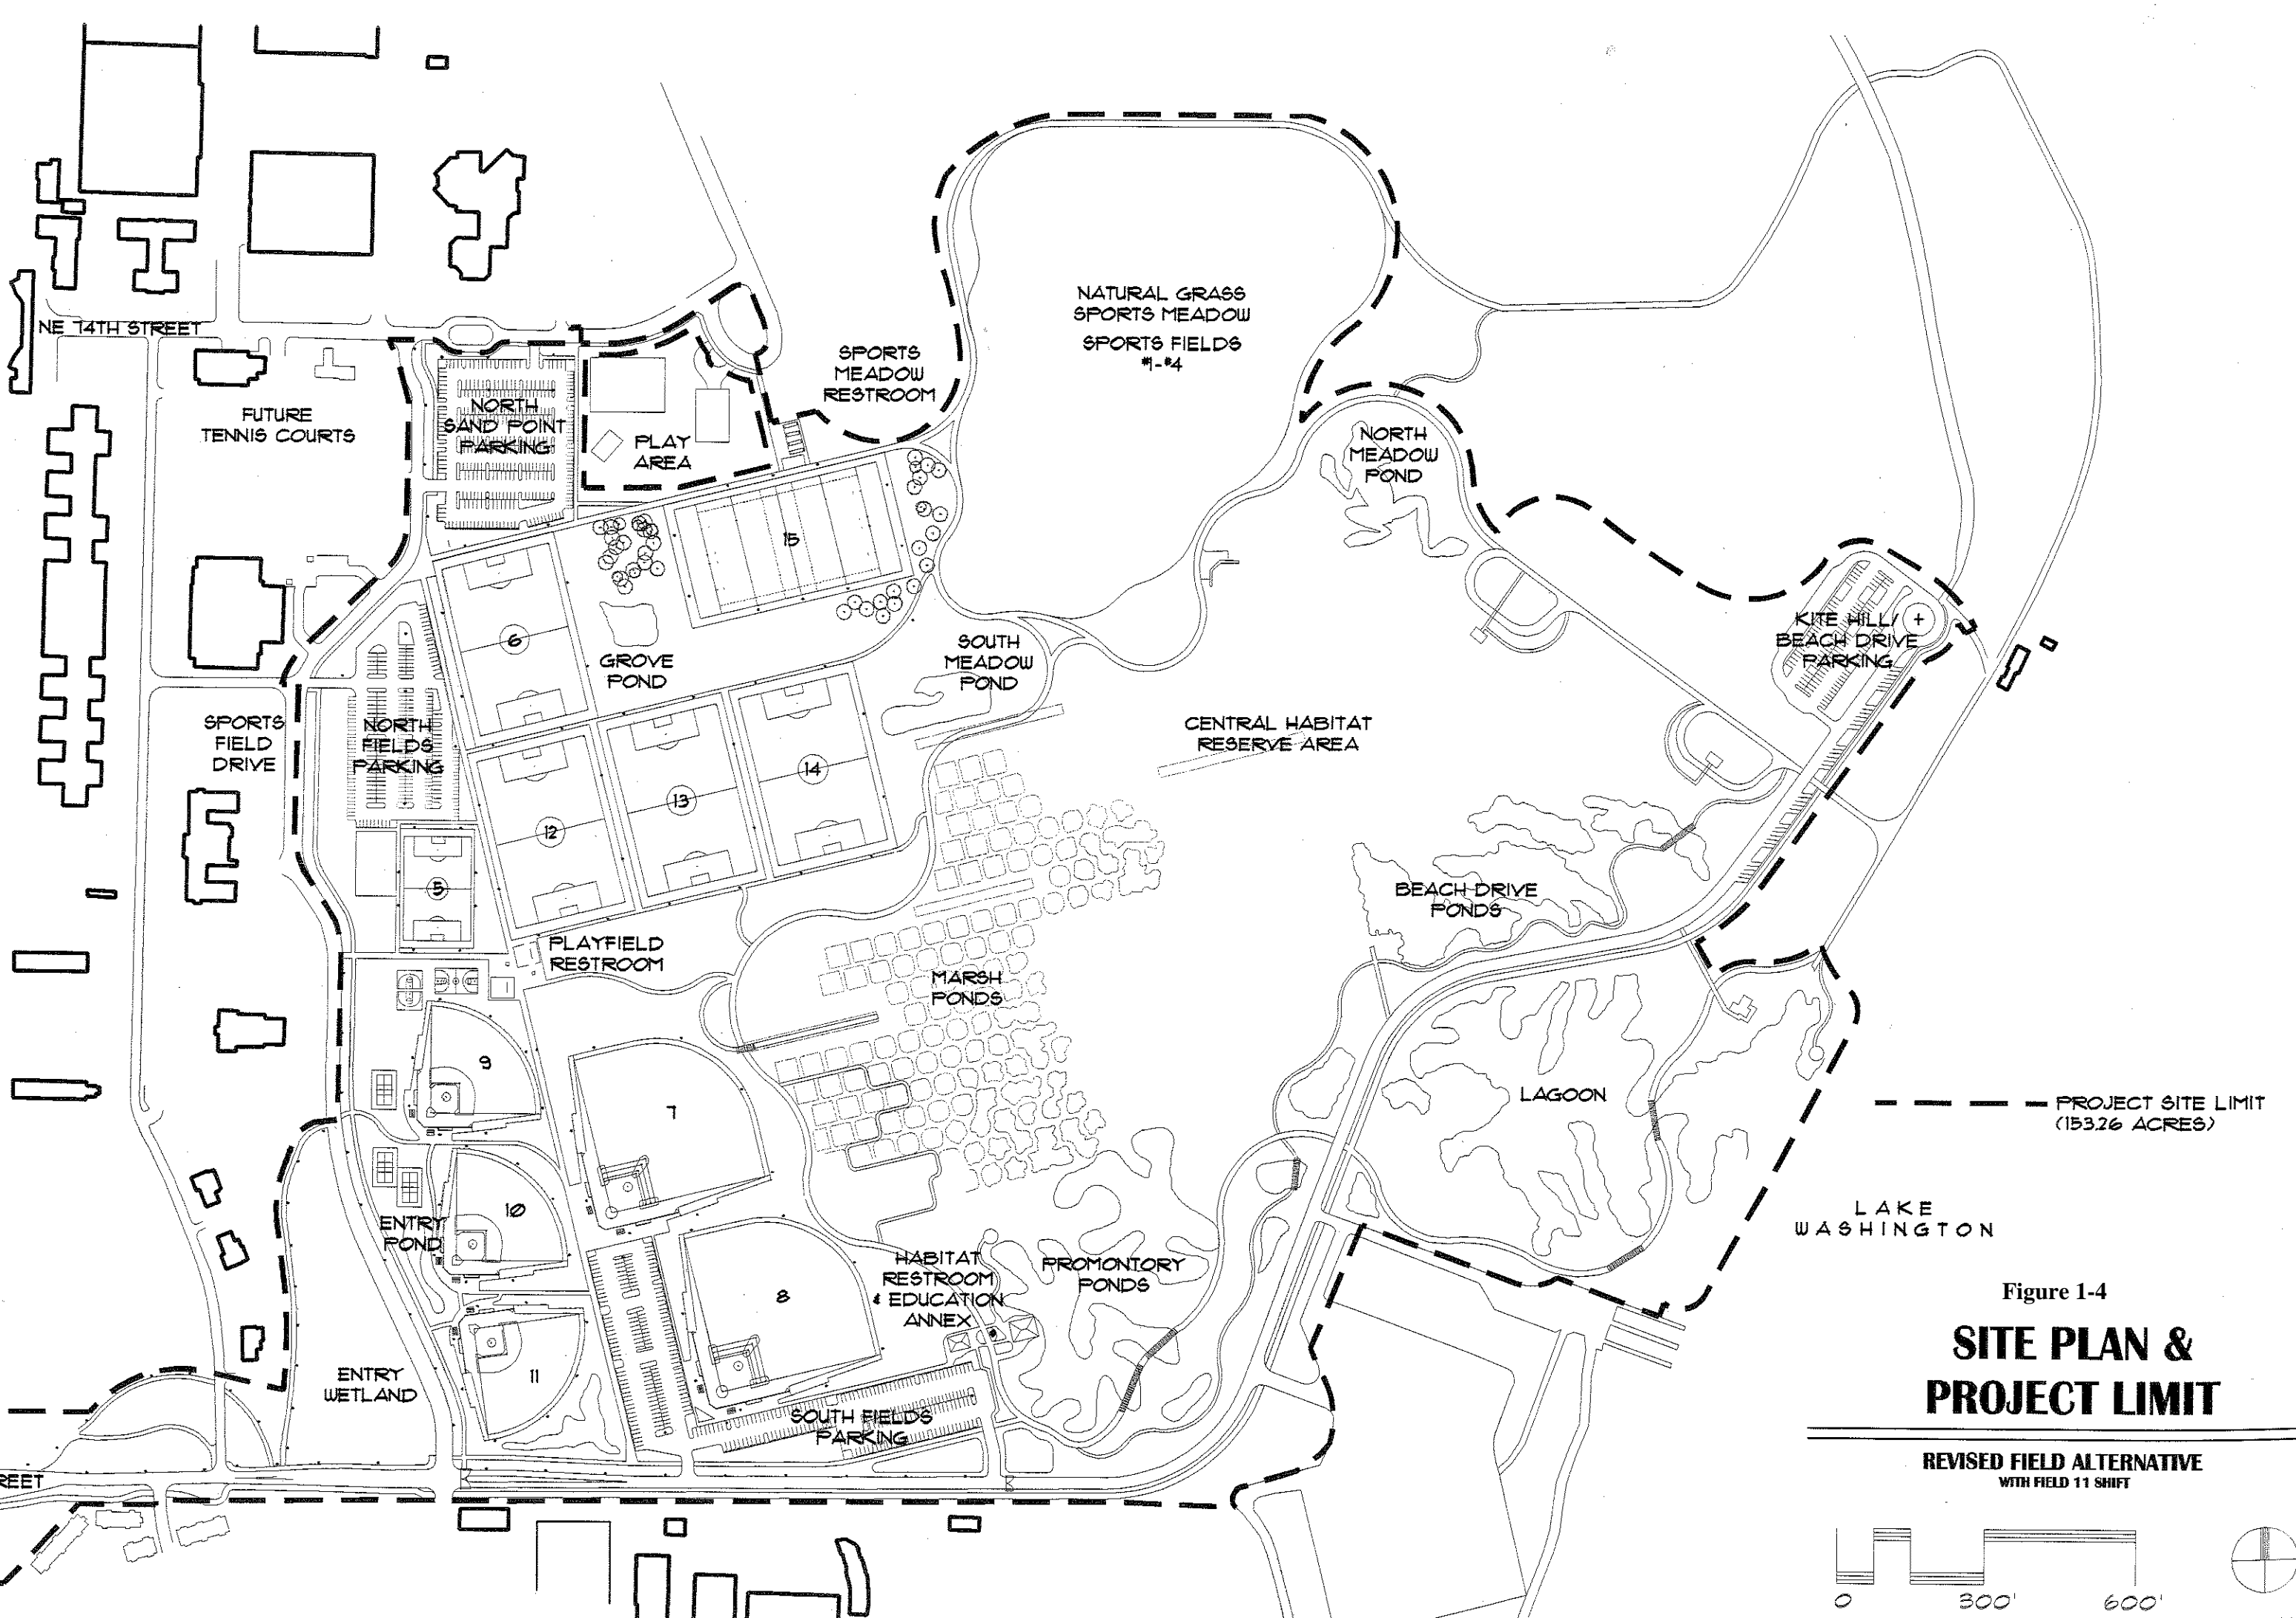 NATURAL GRASS
SPORTS MEADOW
SPORTS FIELDS
#1-#4
NE 74TH STREET
SPORTS
MEADOW
RESTROOM
FUTURE
TENNIS COURTS
NORTH
SAND POINT
PARKING
PLAY
AREA
NORTH
MEADOW
POND
15
6
GROVE
POND
SOUTH
MEADOW
POND
KITE HILL/
BEACH DRIVE
PARKING
SPORTS
FIELD
DRIVE
NORTH
FIELDS
PARKING
CENTRAL HABITAT
RESERVE AREA
14
13
12
5
BEACH DRIVE
PONDS
PLAYFIELD
RESTROOM
MARSH
PONDS
9
7
LAGOON
PROJECT SITE LIMIT
(153.26 ACRES)
10
ENTRY
POND
LAKE
WASHINGTON
HABITAT
RESTROOM
& EDUCATION
ANNEX
PROMONTORY
PONDS
8
11
ENTRY
WETLAND
SOUTH FIELDS
PARKING
REET
Figure 1-4
SITE PLAN &
PROJECT LIMIT
REVISED FIELD ALTERNATIVE
WITH FIELD 11 SHIFT
0 300' 600'